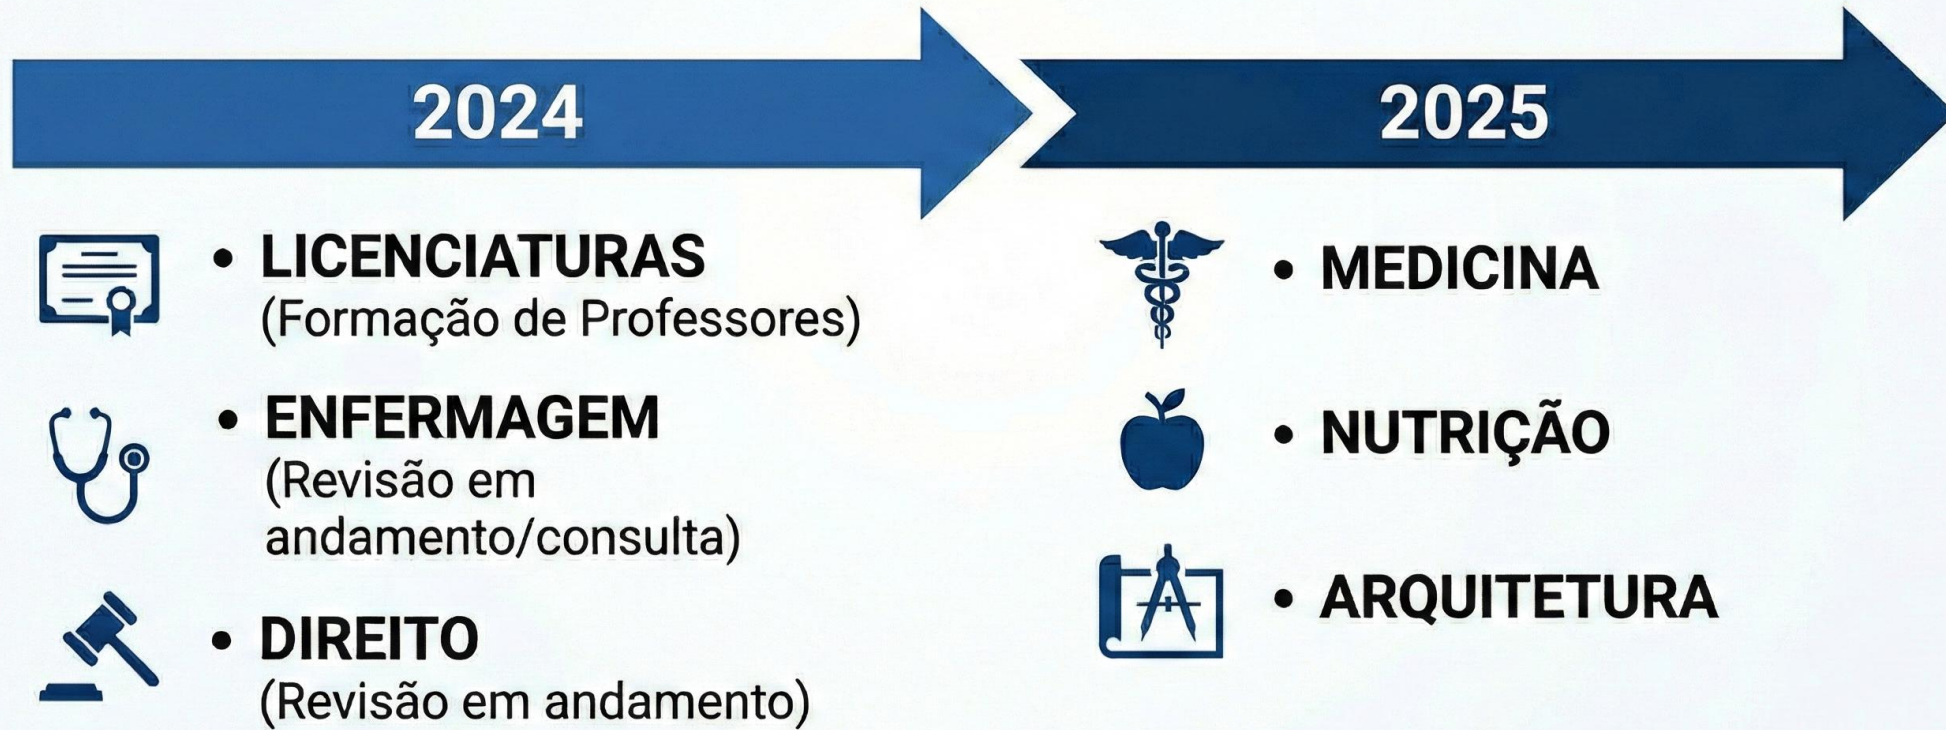 2024
LICENCIATURAS
(Formação de Professores)
ENFERMAGEM
(Revisão em
andamento/consulta)
DIREITO
(Revisão em andamento)
2025
MEDICINA
NUTRIÇÃO
ARQUITETURA